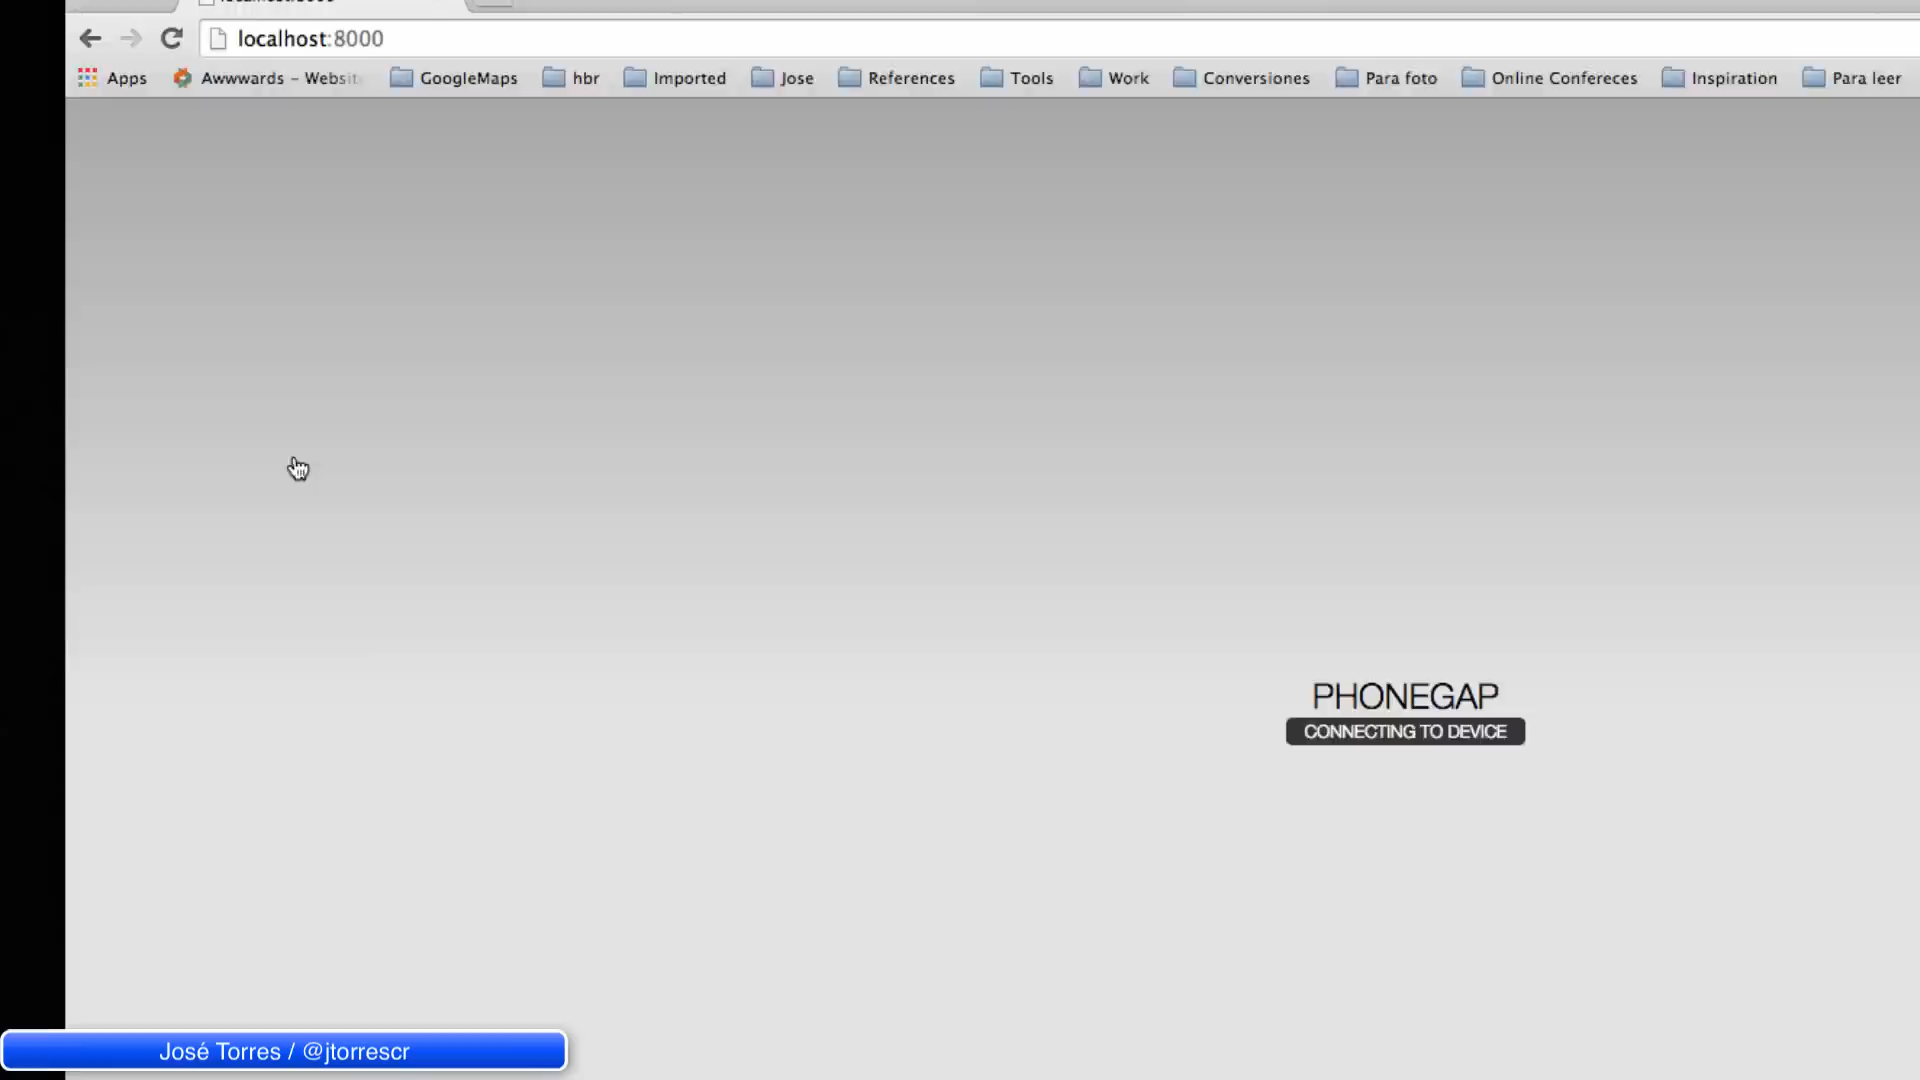 localhost:8000
Apps Awwwards - Websit GoogleMaps hbr Imported Jose References Tools Work Conversiones Para foto Online Confereces Inspiration Para leer
PHONEGAP
CONNECTING TO DEVICE
José Torres / @jtorrescr